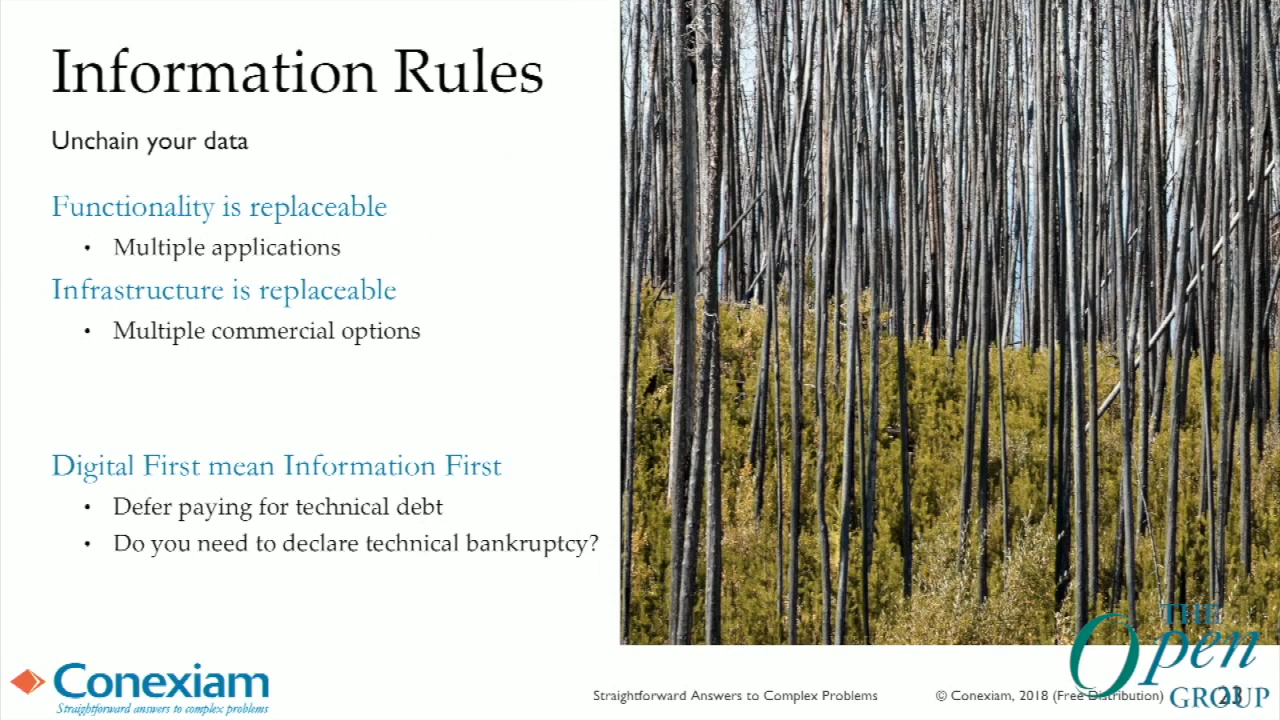 Information Rules
Unchain your data
Functionality is replaceable
• Multiple applications
Infrastructure is replaceable
• Multiple commercial options
Digital First mean Information First
• Defer paying for technical debt
• Do you need to declare technical bankruptcy?
Conexiam
Straightforward answers to complex problems
Straightforward Answers to Complex Problems
© Conexiam, 2018 (Free Distribution)
23
THE
Open
GROUP